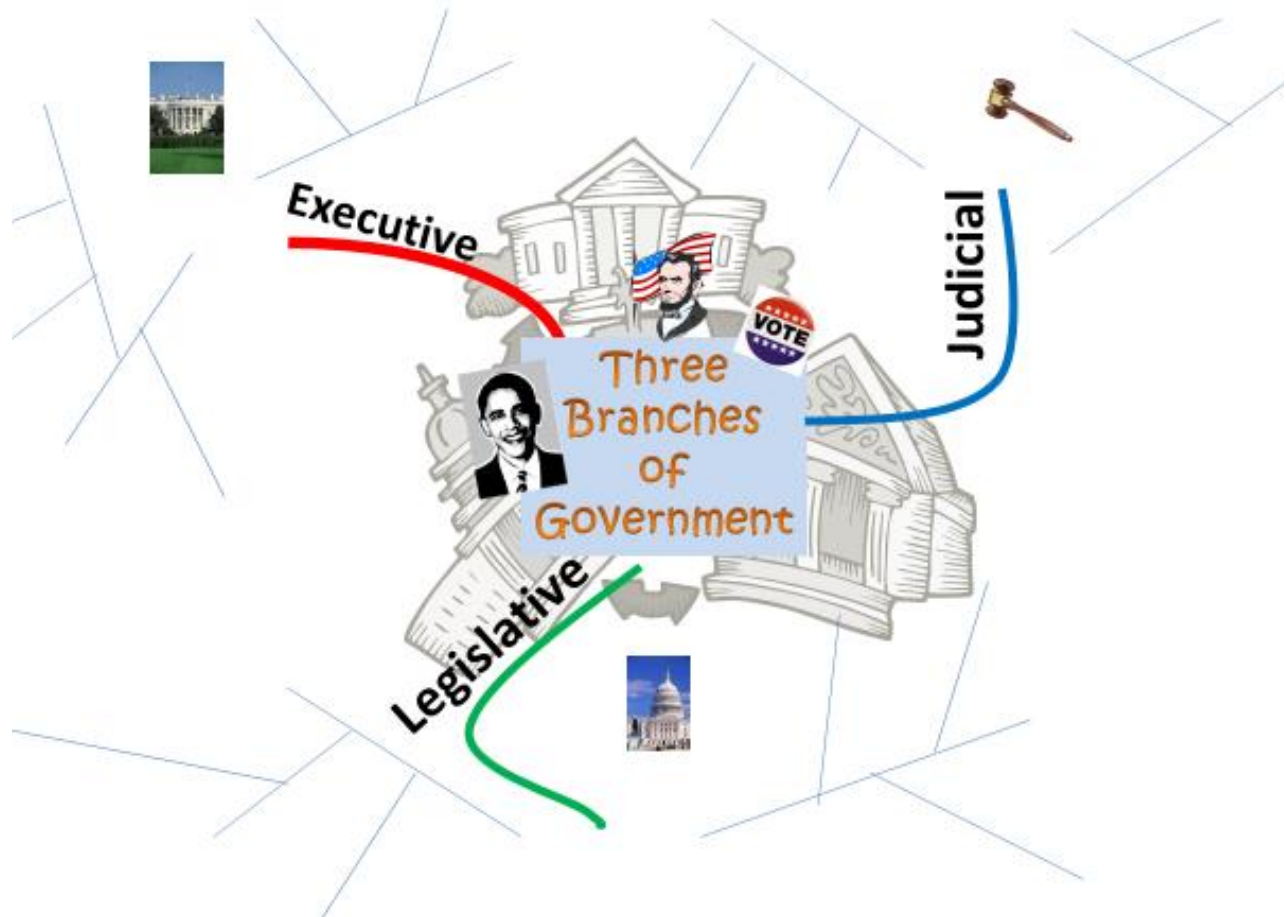 Executive
Judicial
VOTE
Three
Branches
of
Government
Legislative